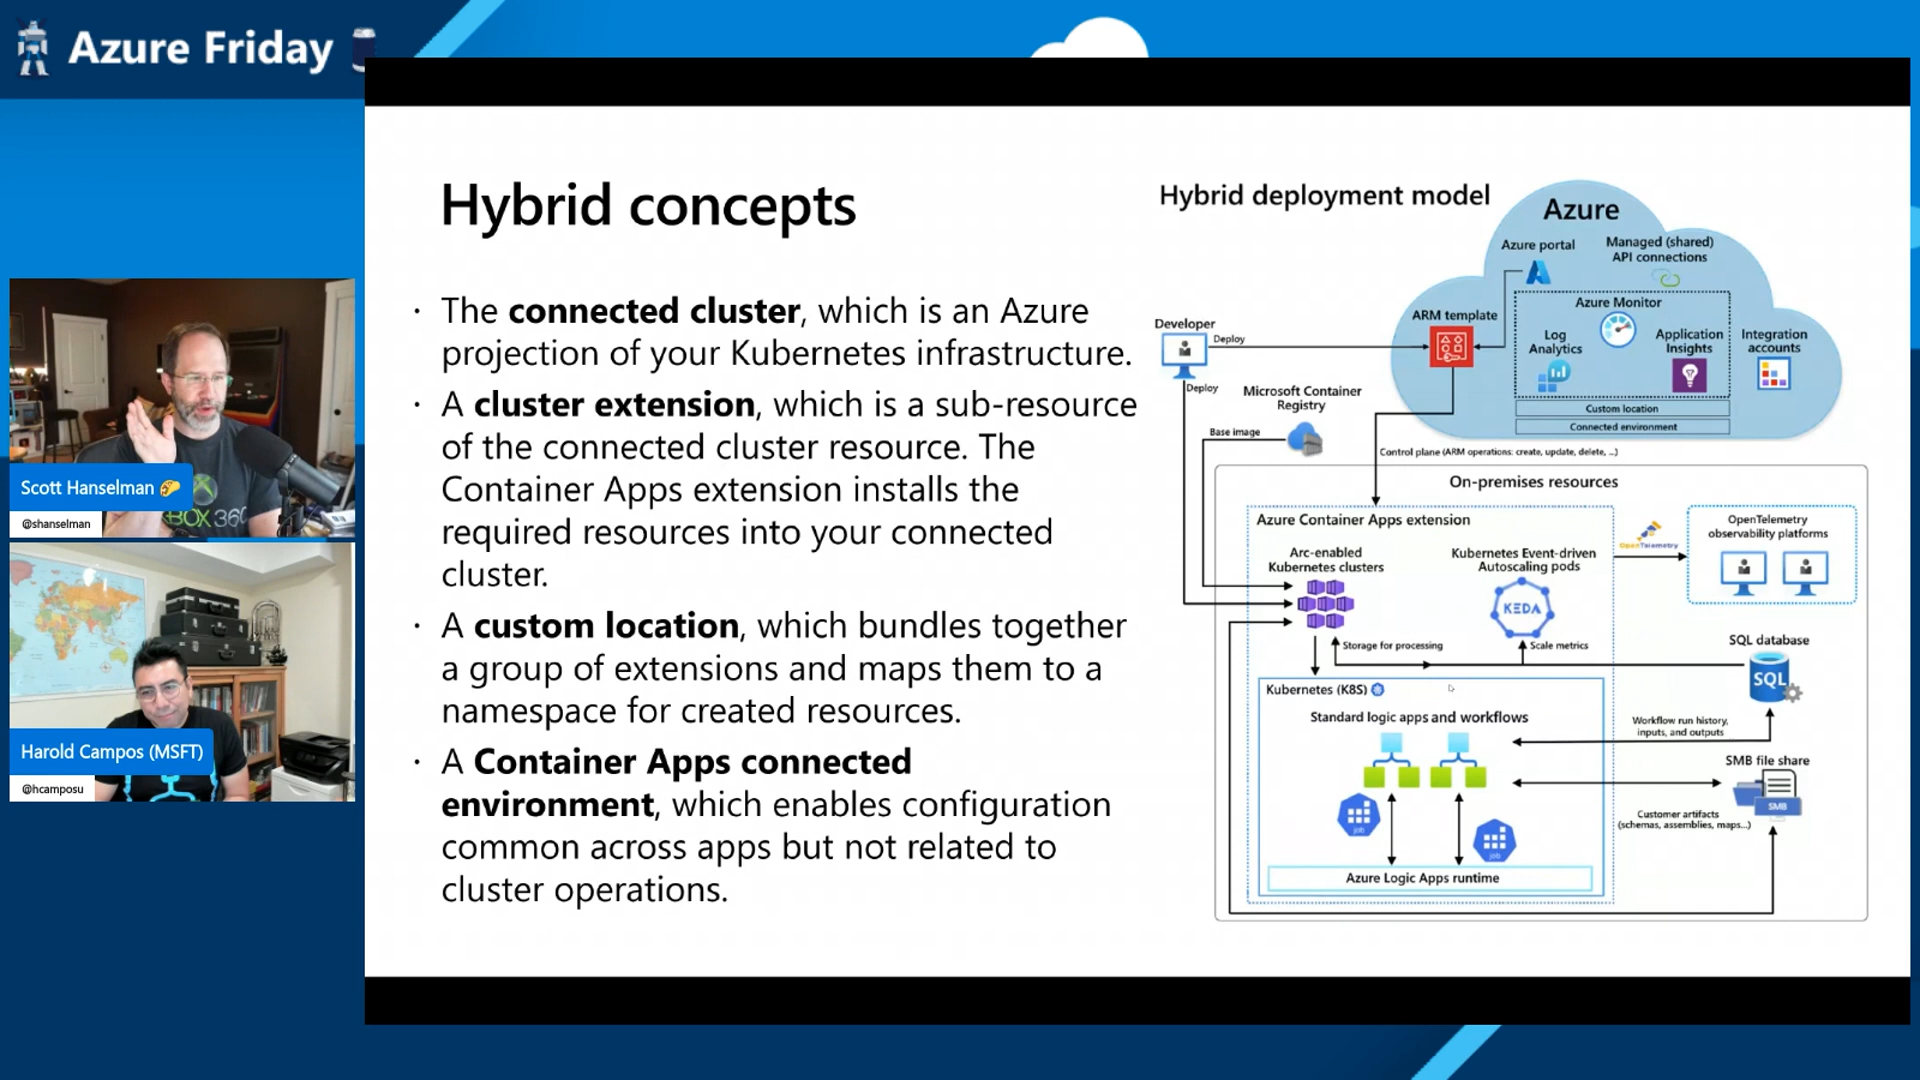 Azure Friday
Scott Hanselman
@shanselman
XBOX 360
Harold Campos (MSFT)
@hcamposu
Hybrid concepts
· The connected cluster, which is an Azure
projection of your Kubernetes infrastructure.
· A cluster extension, which is a sub-resource
of the connected cluster resource. The
Container Apps extension installs the
required resources into your connected
cluster.
· A custom location, which bundles together
a group of extensions and maps them to a
namespace for created resources.
· A Container Apps connected
environment, which enables configuration
common across apps but not related to
cluster operations.
Hybrid deployment model
Azure
Azure portal
Managed (shared)
API connections
Azure Monitor
ARM template
Log
Analytics
Application
Insights
Integration
accounts
Custom location
Connected environment
Developer
Deploy
Deploy
Microsoft Container
Registry
Base image
Control plane (ARM operations: create, update, delete, ...)
On-premises resources
Azure Container Apps extension
Arc-enabled
Kubernetes clusters
Kubernetes Event-driven
Autoscaling pods
KEDA
OpenTelemetry
OpenTelemetry
observability platforms
Storage for processing
Scale metrics
SQL database
SQL
Kubernetes (K8S)
Standard logic apps and workflows
Workflow run history,
inputs, and outputs
SMB file share
SMB
Customer artifacts
(schemas, assemblies, maps...)
job
job
Azure Logic Apps runtime